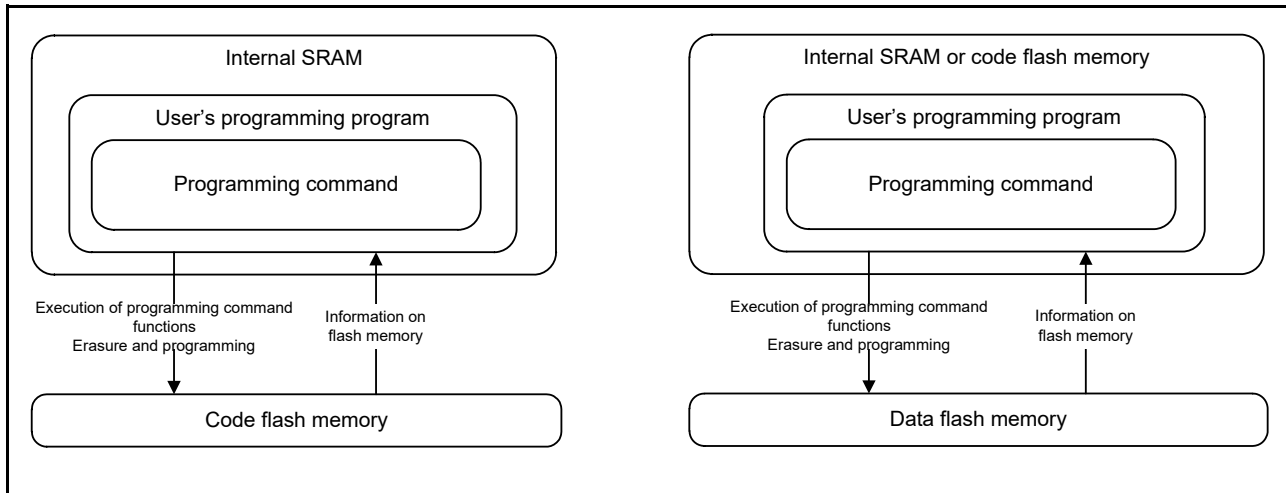 Internal SRAM
User's programming program
Programming command
Execution of programming command
functions
Erasure and programming
Information on
flash memory
Code flash memory
Internal SRAM or code flash memory
User's programming program
Programming command
Execution of programming command
functions
Erasure and programming
Information on
flash memory
Data flash memory